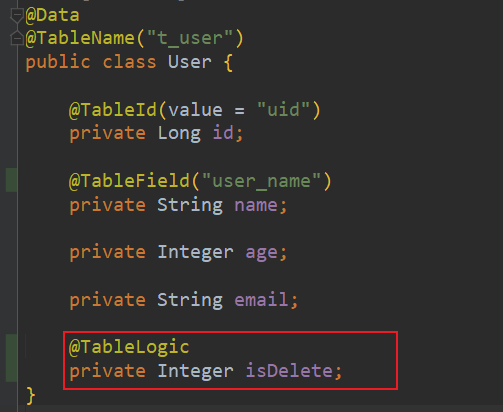 @Data
@TableName("t_user")
public class User {
@TableId(value = "uid")
private Long id;
@TableField("user_name")
private String name;
private Integer age;
private String email;
@TableLogic
private Integer isDelete;
}